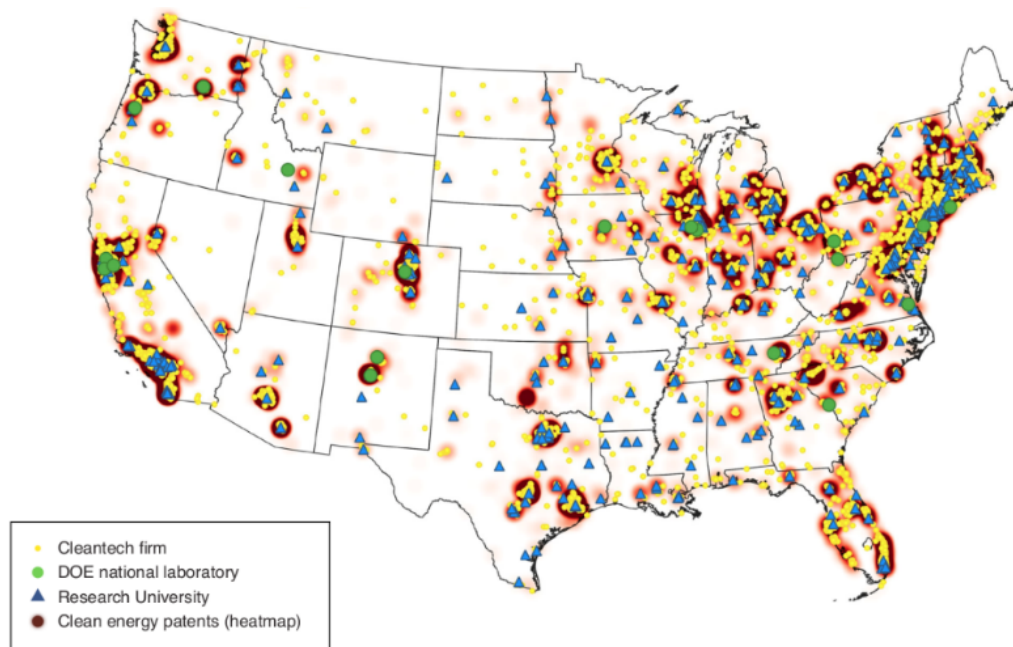 Cleantech firm
DOE national laboratory
Research University
Clean energy patents (heatmap)